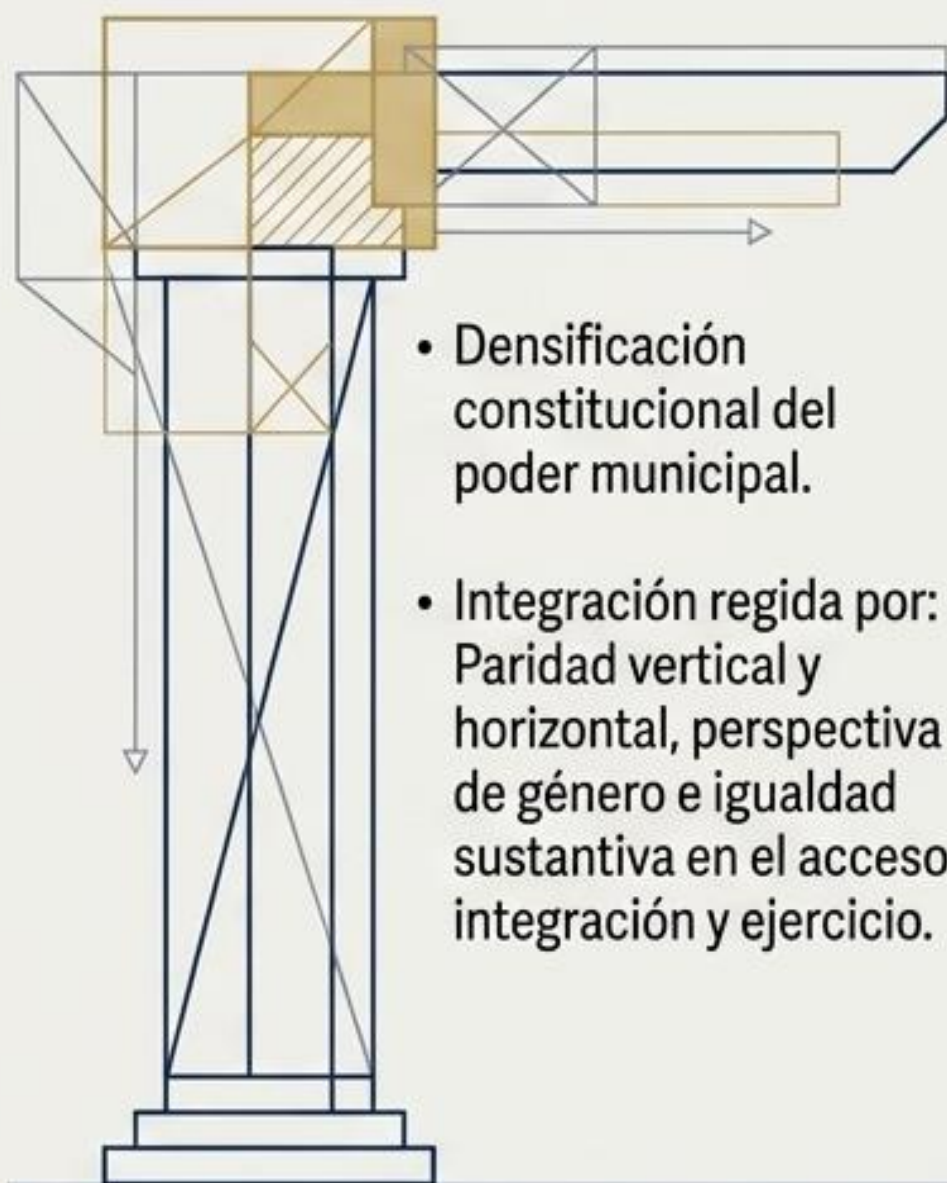 • Densificación
constitucional del
poder municipal.
• Integración regida por:
Paridad vertical y
horizontal, perspectiva
de género e igualdad
sustantiva en el acceso
integración y ejercicio.